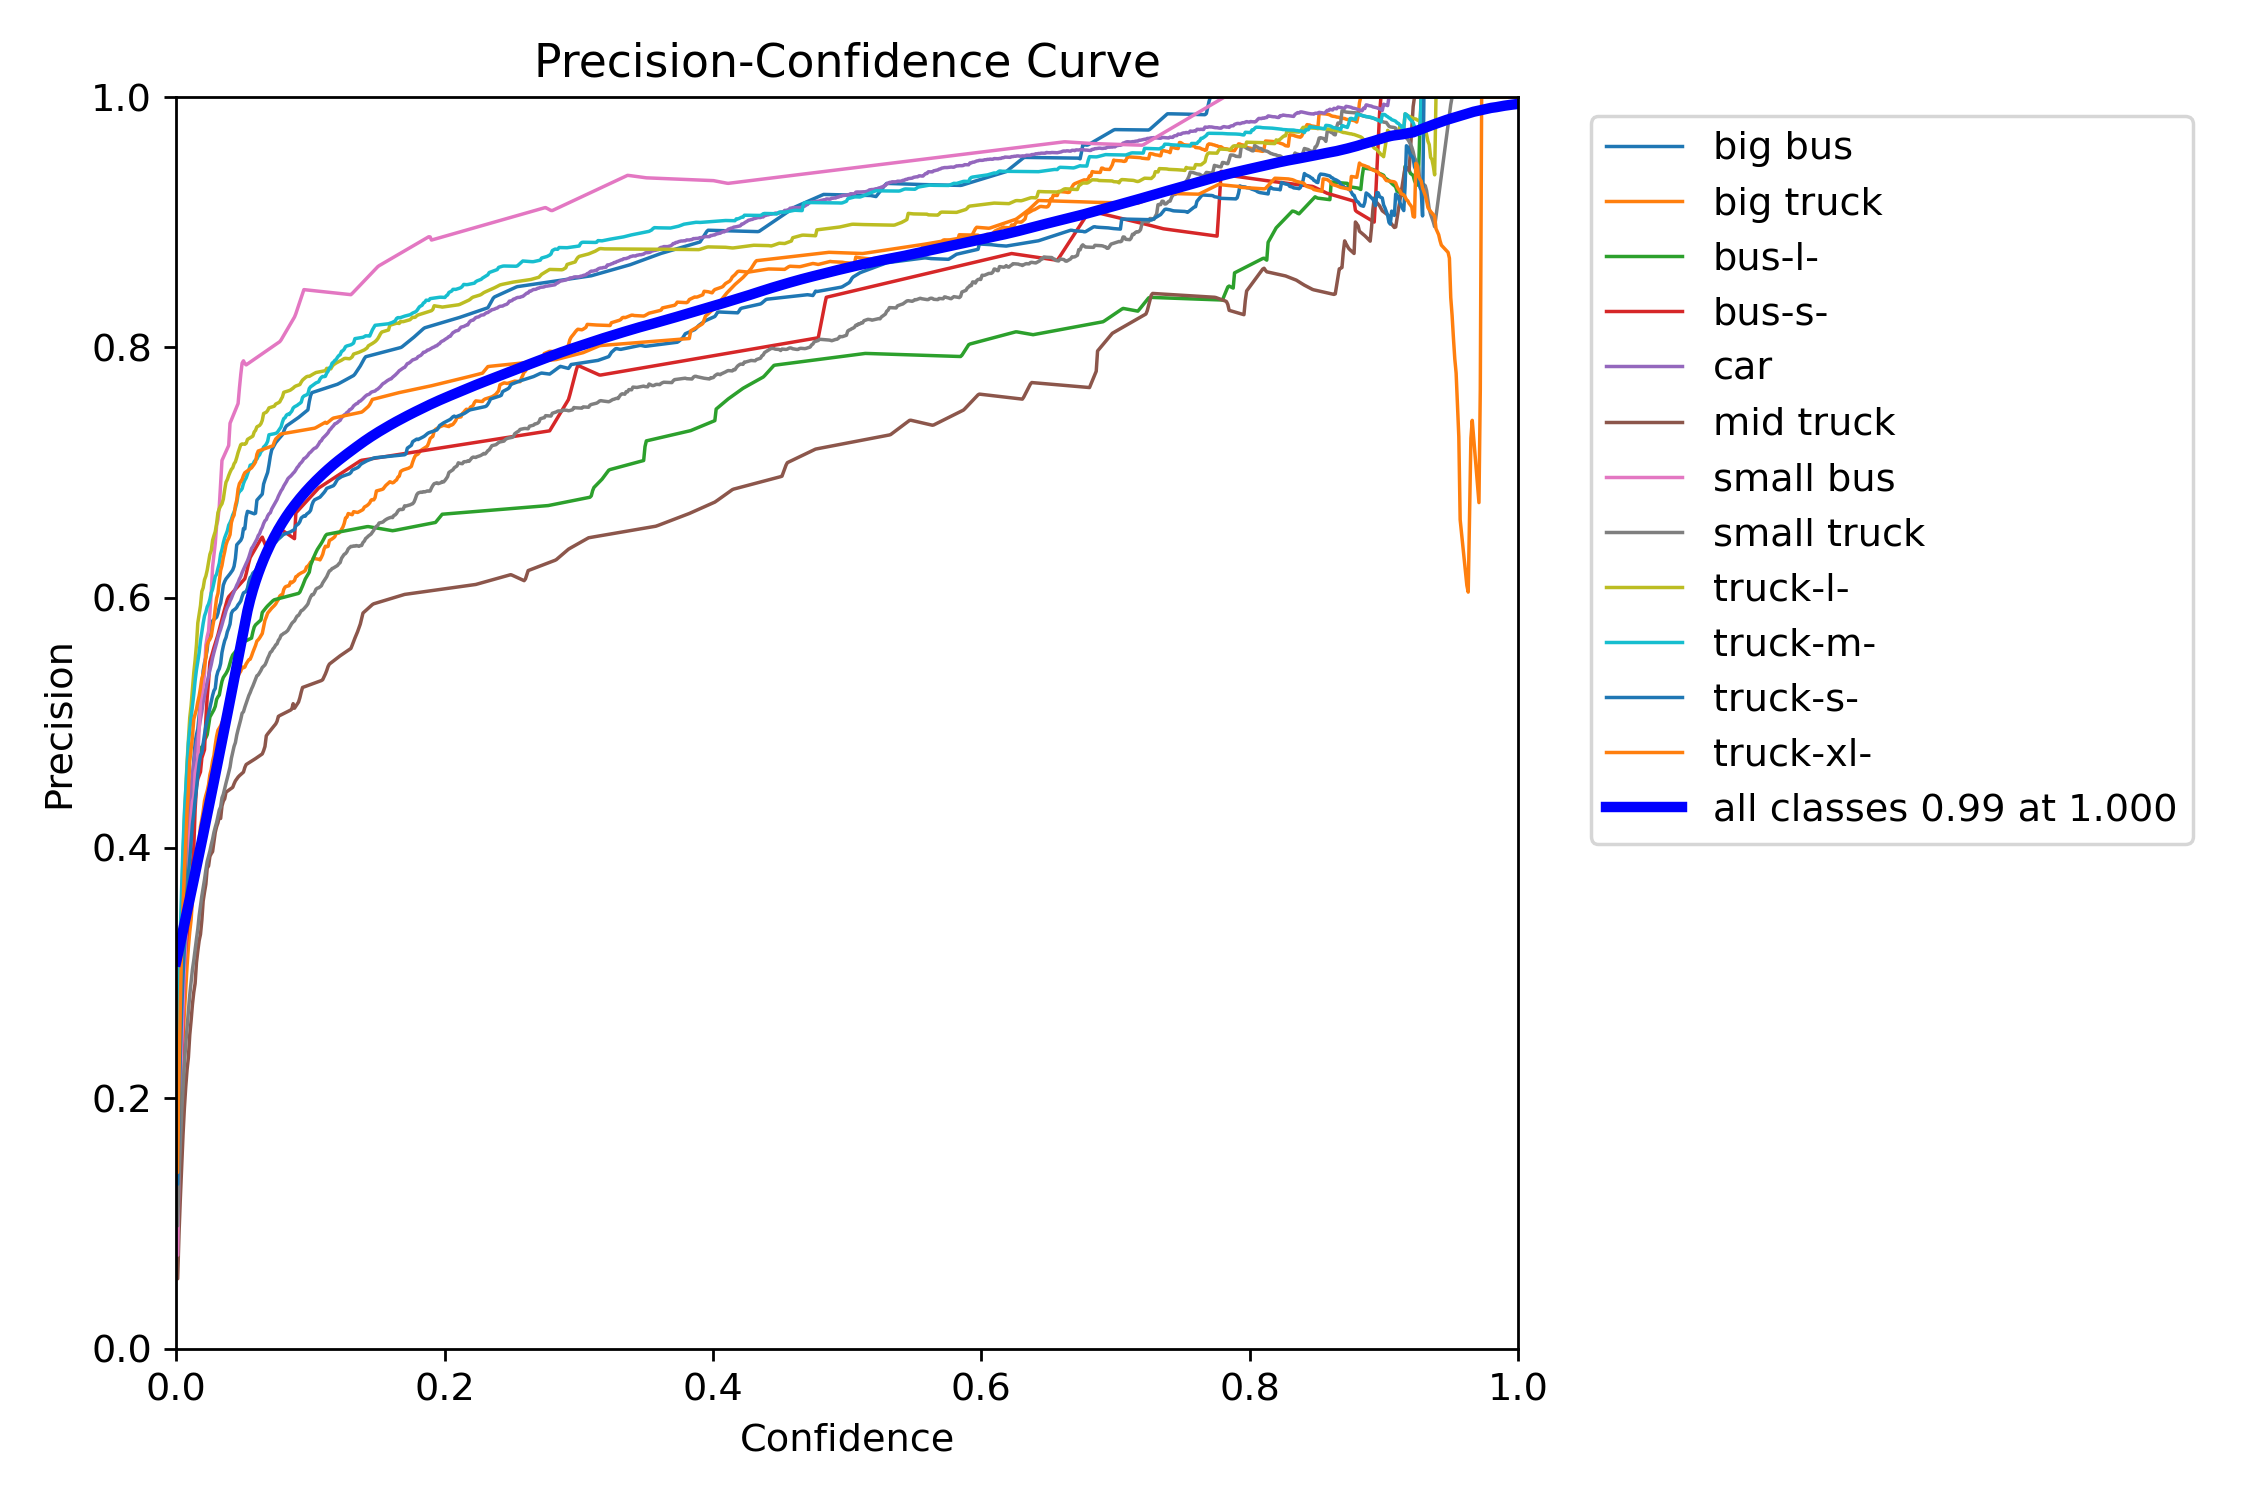 Precision-Confidence Curve
1.0
0.8
0.6
0.4
0.2
0.0
Precision
0.0 0.2 0.4 0.6 0.8 1.0
Confidence
big bus
big truck
bus-l-
bus-s-
car
mid truck
small bus
small truck
truck-l-
truck-m-
truck-s-
truck-xl-
all classes 0.99 at 1.000